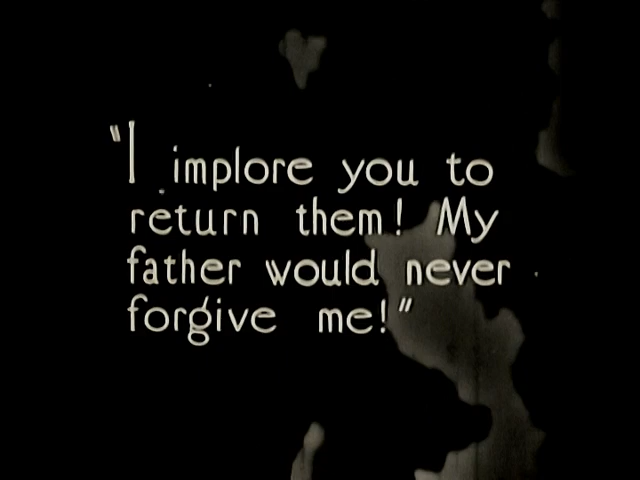 "I implore you to
return them! My
father would never
forgive me!"